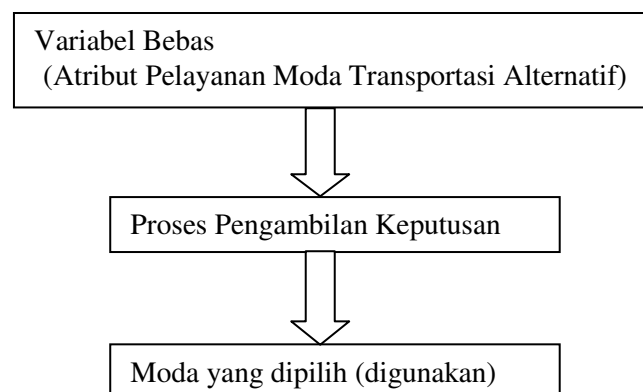 Variabel Bebas
(Atribut Pelayanan Moda Transportasi Alternatif)
Proses Pengambilan Keputusan
Moda yang dipilih (digunakan)